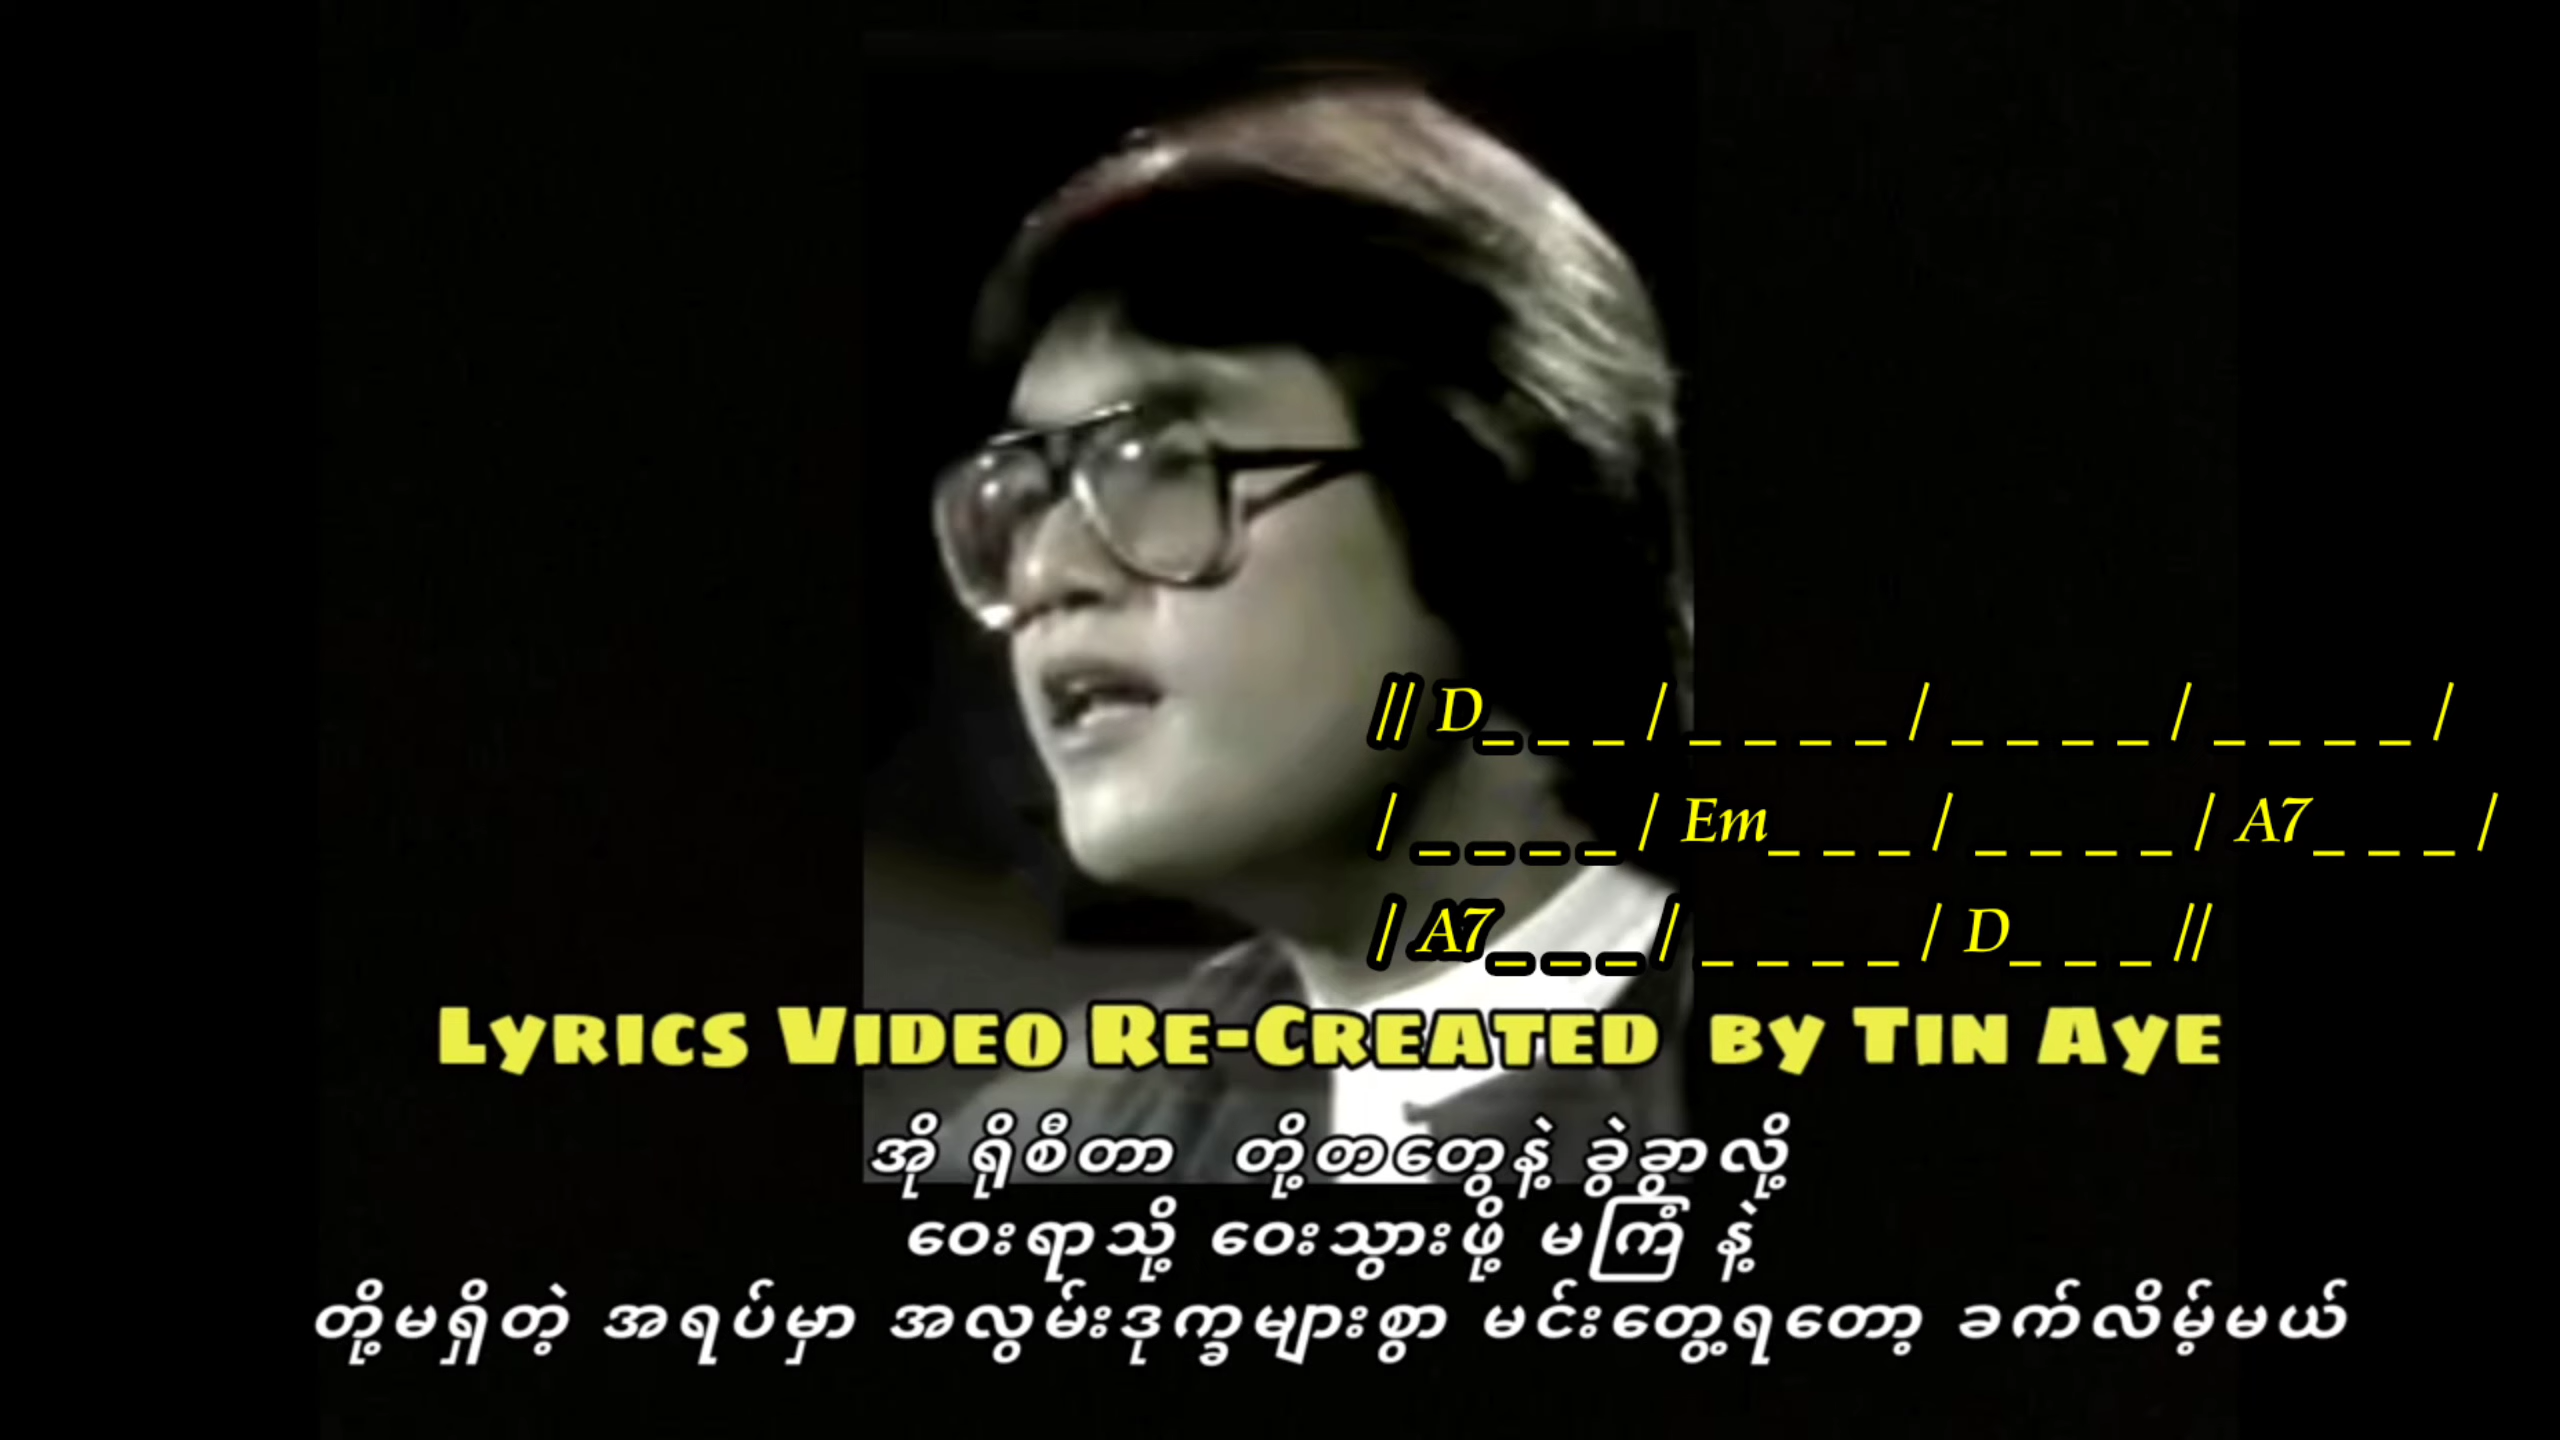 // D_ _ _ / _ _ _ _ / _ _ _ _ / _ _ _ _ /
/ _ _ _ _ / Em_ _ _ / _ _ _ _ / A7_ _ _ /
/ A7_ _ _ / _ _ _ _ / D_ _ _ //
Lyrics Video Re-Created by Tin Aye
အို ရိုစီတာ တို့တတွေနဲ့ ခွဲခွာလို့
ဝေးရာသို့ ဝေးသွားဖို့ မကြံ နဲ့
တို့မရှိတဲ့ အရပ်မှာ အလွမ်းဒုက္ခများစွာ မင်းတွေ့ရတော့ ခက်လိမ့်မယ်